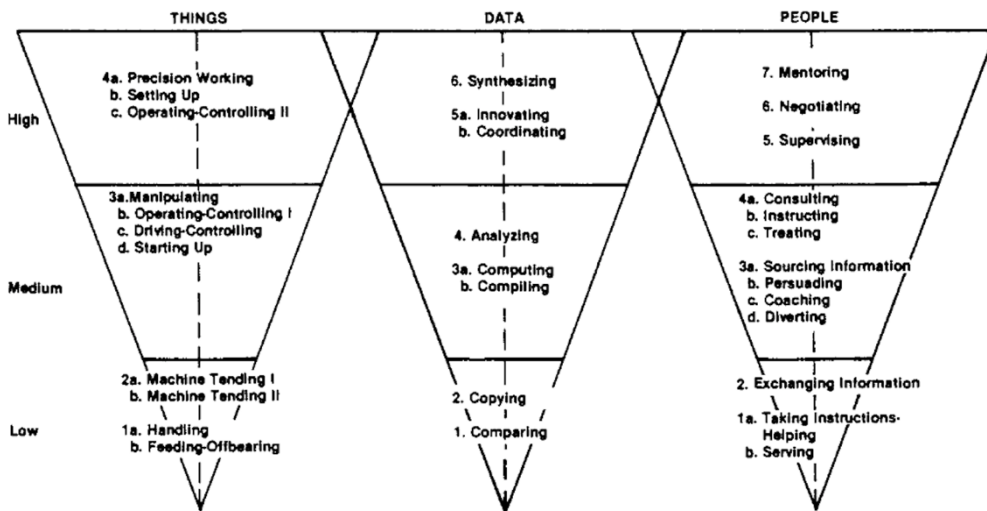 THINGS
DATA
PEOPLE
High
4a. Precision Working
b. Setting Up
c. Operating-Controlling II
6. Synthesizing
5a. Innovating
b. Coordinating
7. Mentoring
6. Negotiating
5. Supervising
Medium
3a.Manipulating
b. Operating-Controlling I
c. Driving-Controlling
d. Starting Up
4. Analyzing
3a. Computing
b. Compiling
4a. Consulting
b. Instructing
c. Treating
3a. Sourcing Information
b. Persuading
c. Coaching
d. Diverting
Low
2a. Machine Tending I
b. Machine Tending II
1a. Handling
b. Feeding-Offbearing
2. Copying
1. Comparing
2. Exchanging Information
1a. Taking Instructions-
Helping
b. Serving